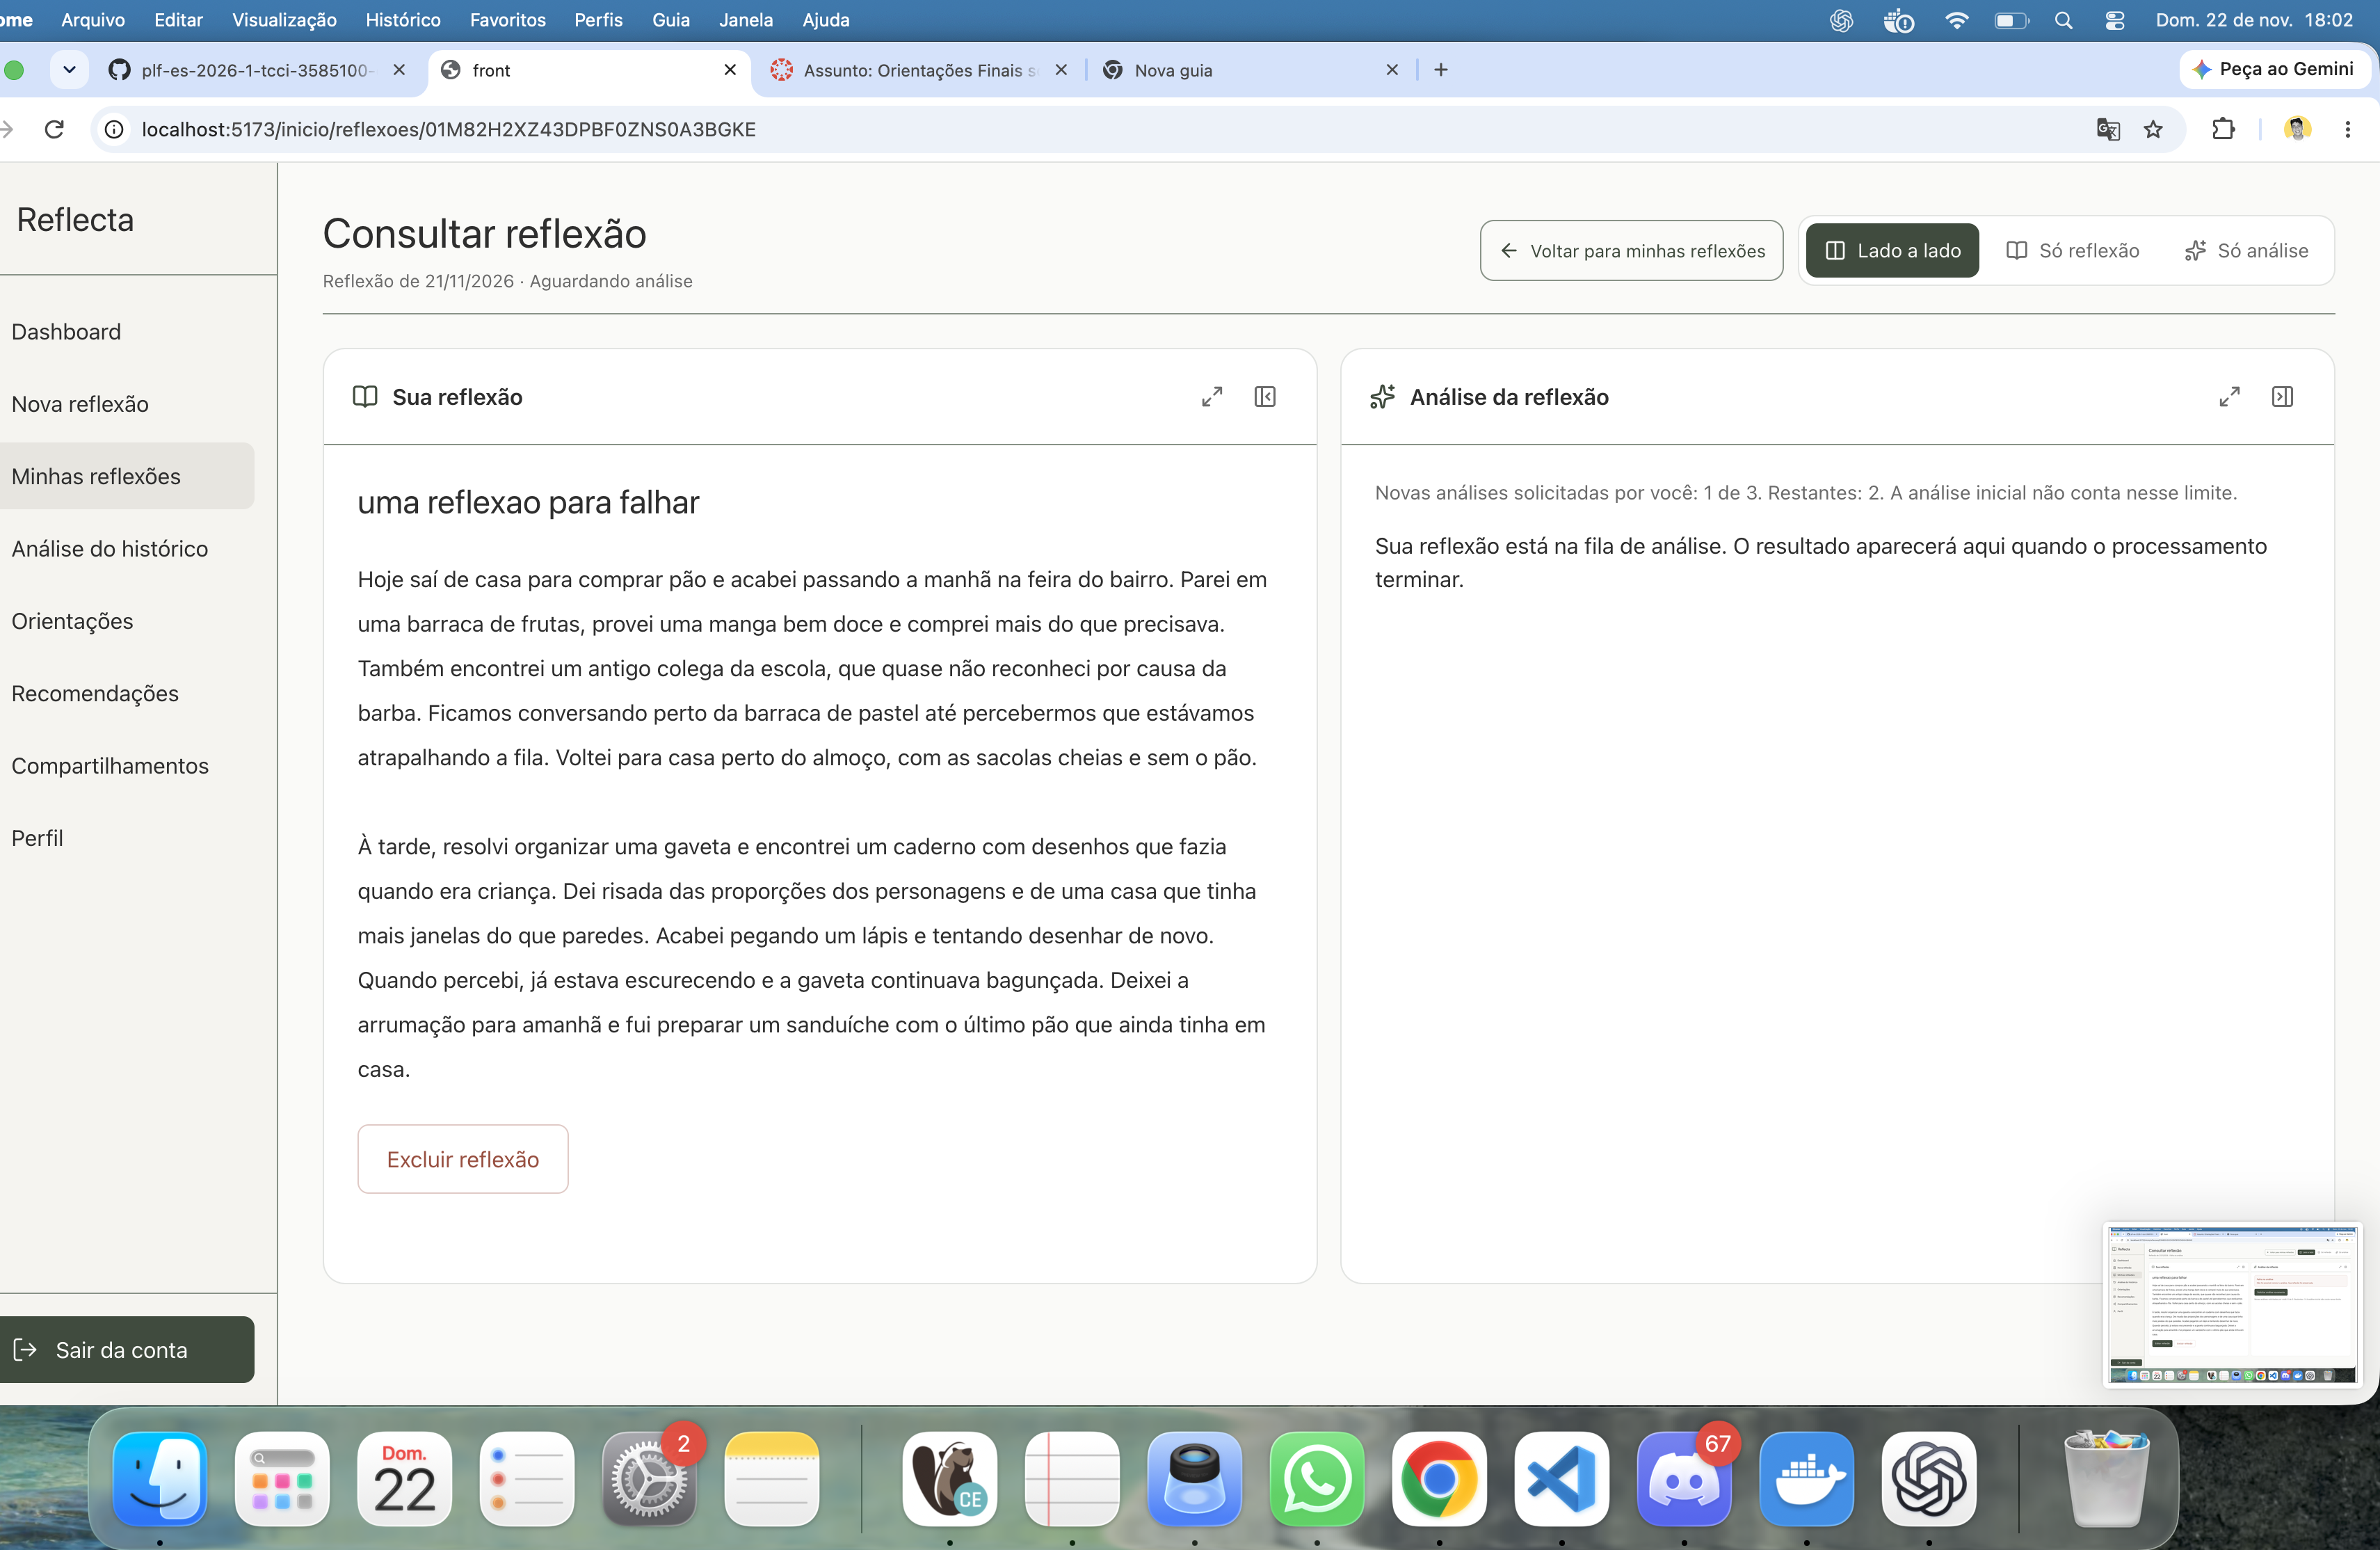 ome Arquivo Editar Visualização Histórico Favoritos Perfis Guia Janela Ajuda Dom. 22 de nov. 18:02
plf-es-2026-1-tcci-3585100- front Assunto: Orientações Finais s Nova guia Peça ao Gemini
localhost:5173/inicio/reflexoes/01M82H2XZ43DPBF0ZNS0A3BGKE
Reflecta
Dashboard
Nova reflexão
Minhas reflexões
Análise do histórico
Orientações
Recomendações
Compartilhamentos
Perfil
Sair da conta
Consultar reflexão
Reflexão de 21/11/2026 · Aguardando análise
Voltar para minhas reflexões Lado a lado Só reflexão Só análise
Sua reflexão
uma reflexao para falhar
Hoje saí de casa para comprar pão e acabei passando a manhã na feira do bairro. Parei em
uma barraca de frutas, provei uma manga bem doce e comprei mais do que precisava.
Também encontrei um antigo colega da escola, que quase não reconheci por causa da
barba. Ficamos conversando perto da barraca de pastel até percebermos que estávamos
atrapalhando a fila. Voltei para casa perto do almoço, com as sacolas cheias e sem o pão.
À tarde, resolvi organizar uma gaveta e encontrei um caderno com desenhos que fazia
quando era criança. Dei risada das proporções dos personagens e de uma casa que tinha
mais janelas do que paredes. Acabei pegando um lápis e tentando desenhar de novo.
Quando percebi, já estava escurecendo e a gaveta continuava bagunçada. Deixei a
arrumação para amanhã e fui preparar um sanduíche com o último pão que ainda tinha em
casa.
Excluir reflexão
Análise da reflexão
Novas análises solicitadas por você: 1 de 3. Restantes: 2. A análise inicial não conta nesse limite.
Sua reflexão está na fila de análise. O resultado aparecerá aqui quando o processamento
terminar.
Dom.
22
2
CE
67